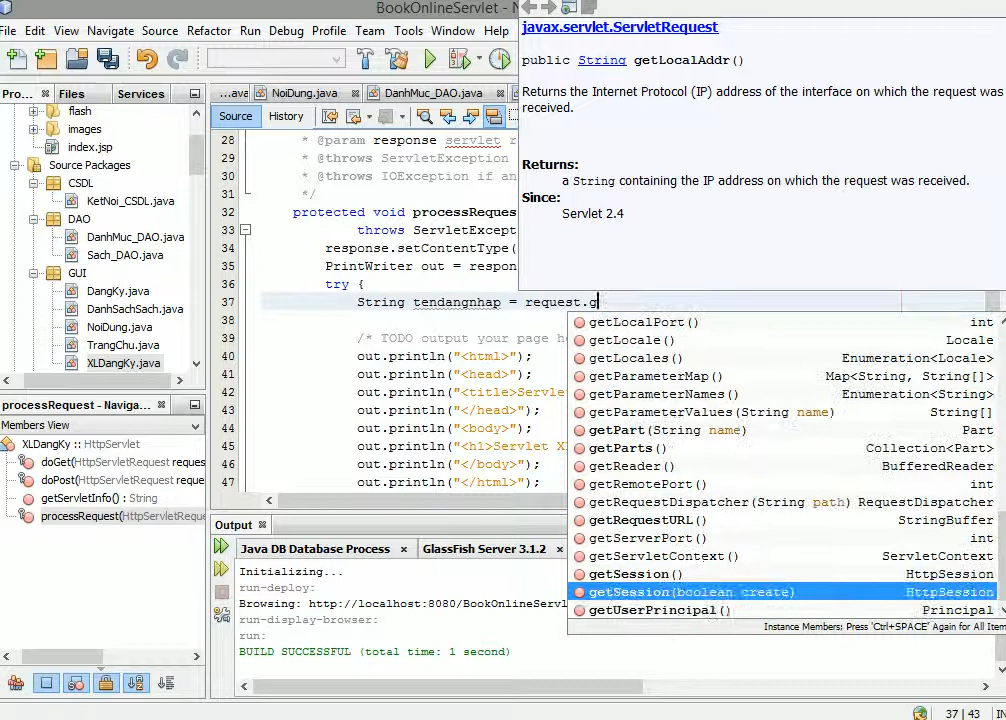 BookOnlineServlet - N
File Edit View Navigate Source Refactor Run Debug Profile Team Tools Window Help
Pro... Files Services
flash
images
index.jsp
Source Packages
CSDL
KetNoi_CSDL.java
DAO
DanhMuc_DAO.java
Sach_DAO.java
GUI
DangKy.java
DanhSachSach.java
NoiDung.java
TrangChu.java
XLDangKy.java
processRequest - Naviga...
Members View
XLDangKy :: HttpServlet
doGet(HttpServletRequest reques
doPost(HttpServletRequest reque
getServletInfo() : String
processRequest(HttpServletReque
...ava NoiDung.java DanhMuc_DAO.java
Source History
28 * @param response servlet r
29 * @throws ServletException
30 * @throws IOException if an
31 */
32 protected void processReques
33 throws ServletExcept
34 response.setContentType(
35 PrintWriter out = respon
36 try {
37 String tendangnhap = request.g
38
39 /* TODO output your page he
40 out.println("<html>");
41 out.println("<head>");
42 out.println("<title>Servlet
43 out.println("</head>");
44 out.println("<body>");
45 out.println("<h1>Servlet X
46 out.println("</body>");
47 out.println("</html>");
javax.servlet.ServletRequest
public String getLocalAddr()
Returns the Internet Protocol (IP) address of the interface on which the request was
received.
Returns:
a String containing the IP address on which the request was received.
Since:
Servlet 2.4
getLocalPort() int
getLocale() Locale
getLocales() Enumeration<Locale>
getParameterMap() Map<String, String[]>
getParameterNames() Enumeration<String>
getParameterValues(String name) String[]
getPart(String name) Part
getParts() Collection<Part>
getReader() BufferedReader
getRemotePort() int
getRequestDispatcher(String path) RequestDispatcher
getRequestURL() StringBuffer
getServerPort() int
getServletContext() ServletContext
getSession() HttpSession
getSession(boolean create) HttpSession
getUserPrincipal() Principal
Instance Members; Press 'Ctrl+SPACE' Again for All Item
Output
Java DB Database Process GlassFish Server 3.1.2
Initializing...
run-deploy:
Browsing: http://localhost:8080/BookOnlineServl
run-display-browser:
run:
BUILD SUCCESSFUL (total time: 1 second)
37 | 43 IN